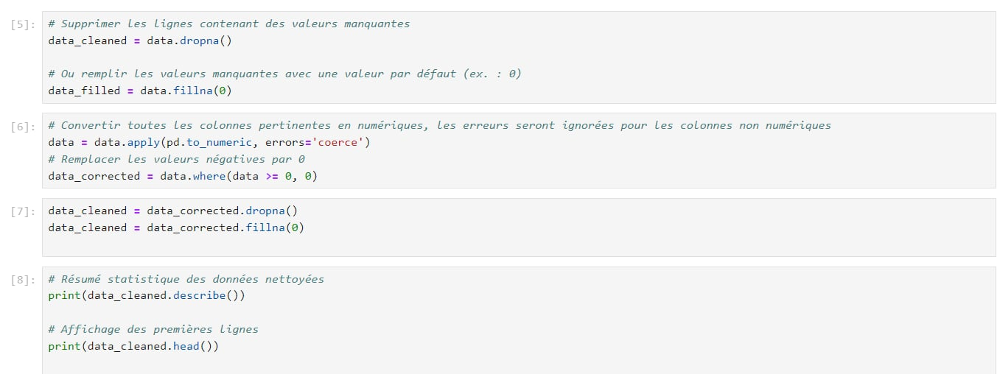 [5]:
# Supprimer les lignes contenant des valeurs manquantes
data_cleaned = data.dropna()
# Ou remplir les valeurs manquantes avec une valeur par défaut (ex. : 0)
data_filled = data.fillna(0)
[6]:
# Convertir toutes les colonnes pertinentes en numériques, les erreurs seront ignorées pour les colonnes non numériques
data = data.apply(pd.to_numeric, errors='coerce')
# Remplacer les valeurs négatives par 0
data_corrected = data.where(data >= 0, 0)
[7]:
data_cleaned = data_corrected.dropna()
data_cleaned = data_corrected.fillna(0)
[8]:
# Résumé statistique des données nettoyées
print(data_cleaned.describe())
# Affichage des premières lignes
print(data_cleaned.head())